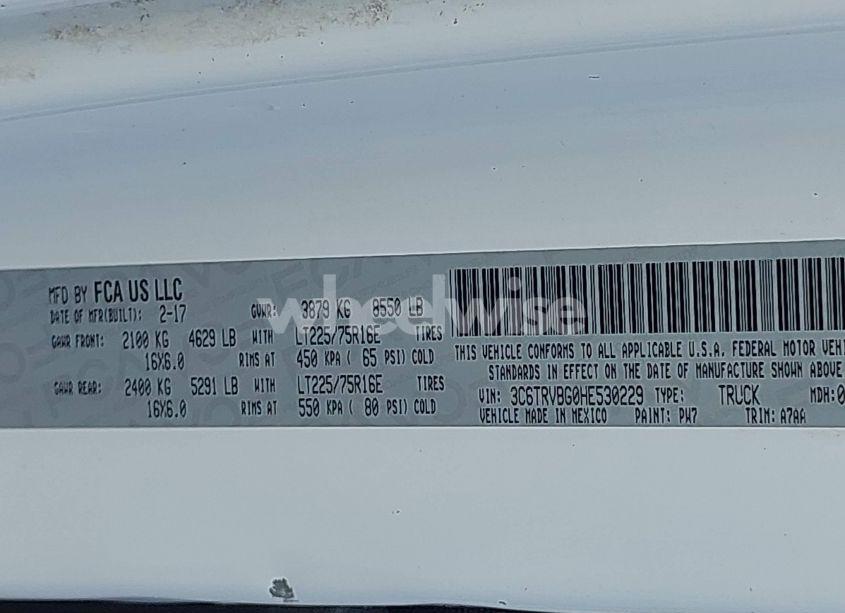 MFD BY FCA US LLC
DATE OF MFR(BUILT): 2-17 GVWR: 3879 KG 8550 LB
GAWR FRONT: 2100 KG 4629 LB WITH LT225/75R16E TIRES
16X6.0 RIMS AT 450 KPA ( 65 PSI) COLD
GAWR REAR: 2400 KG 5291 LB WITH LT225/75R16E TIRES
16X6.0 RIMS AT 550 KPA ( 80 PSI) COLD
THIS VEHICLE CONFORMS TO ALL APPLICABLE U.S.A. FEDERAL MOTOR VEHI
STANDARDS IN EFFECT ON THE DATE OF MANUFACTURE SHOWN ABOVE
VIN: 3C6TRVBG0HE530229 TYPE: TRUCK MDH:0
VEHICLE MADE IN MEXICO PAINT: PW7 TRIM: A7AA
wheelwise